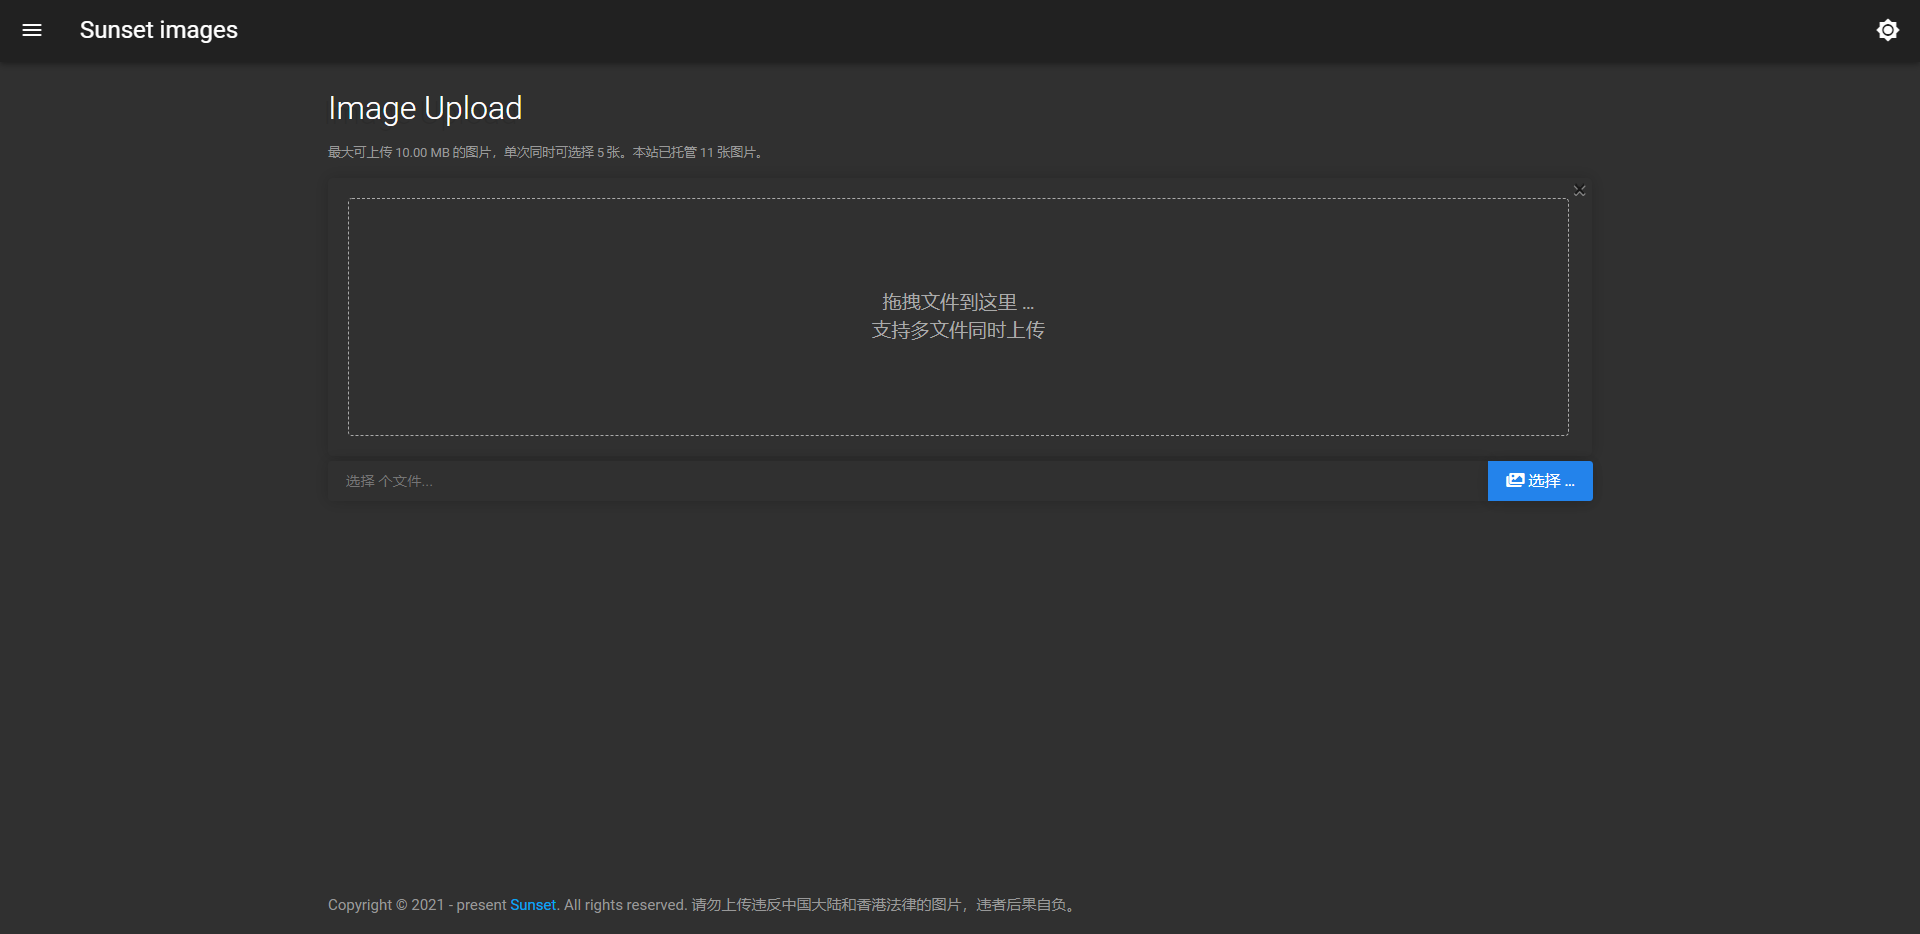 Sunset images
Image Upload
最大可上传 10.00 MB 的图片，单次同时可选择 5 张。本站已托管 11 张图片。
拖拽文件到这里 ...
支持多文件同时上传
选择 个文件...
选择 ...
Copyright © 2021 - present Sunset. All rights reserved. 请勿上传违反中国大陆和香港法律的图片，违者后果自负。